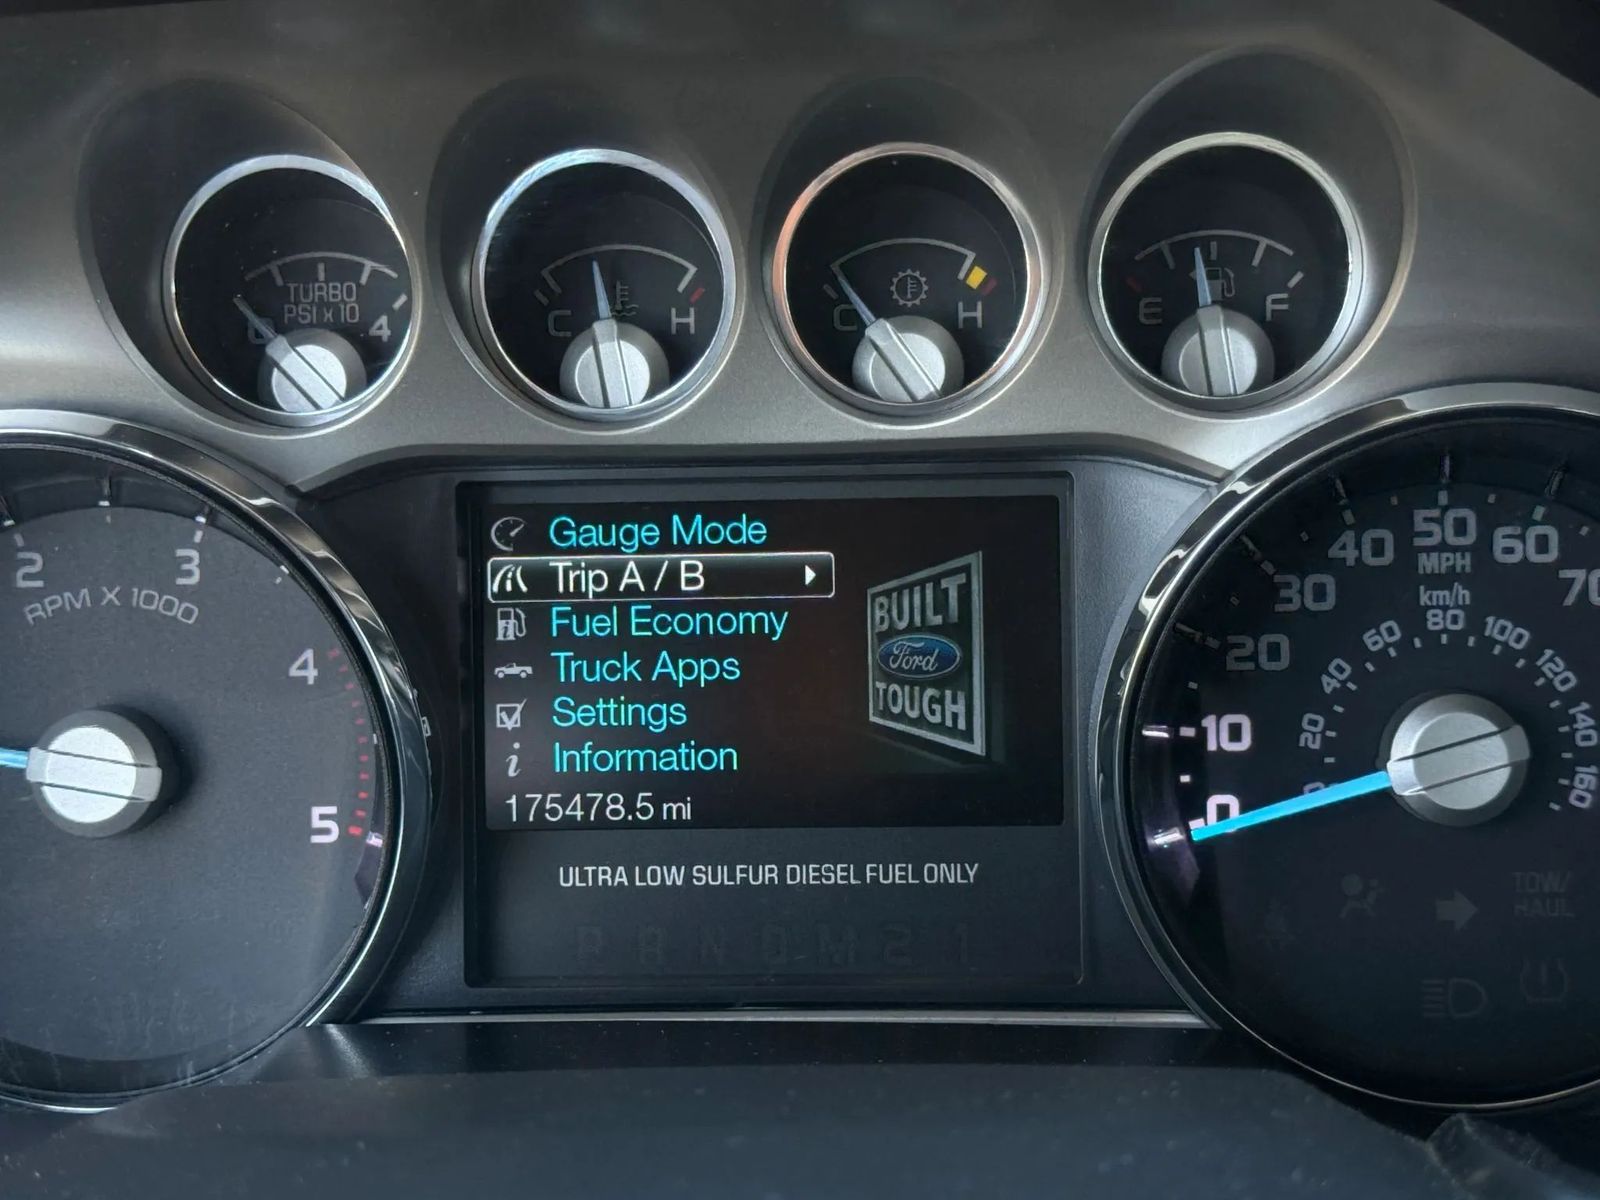 TURBO
PSI x 10
0 4
C H
C H
E F
2 3 4 5
RPM X 1000
Gauge Mode
Trip A / B
Fuel Economy
Truck Apps
Settings
Information
175478.5 mi
BUILT
Ford
TOUGH
ULTRA LOW SULFUR DIESEL FUEL ONLY
P R N D M 2 1
0 10 20 30 40 50 60 70
MPH
km/h
20 40 60 80 100 120 140 160
TOW/
HAUL